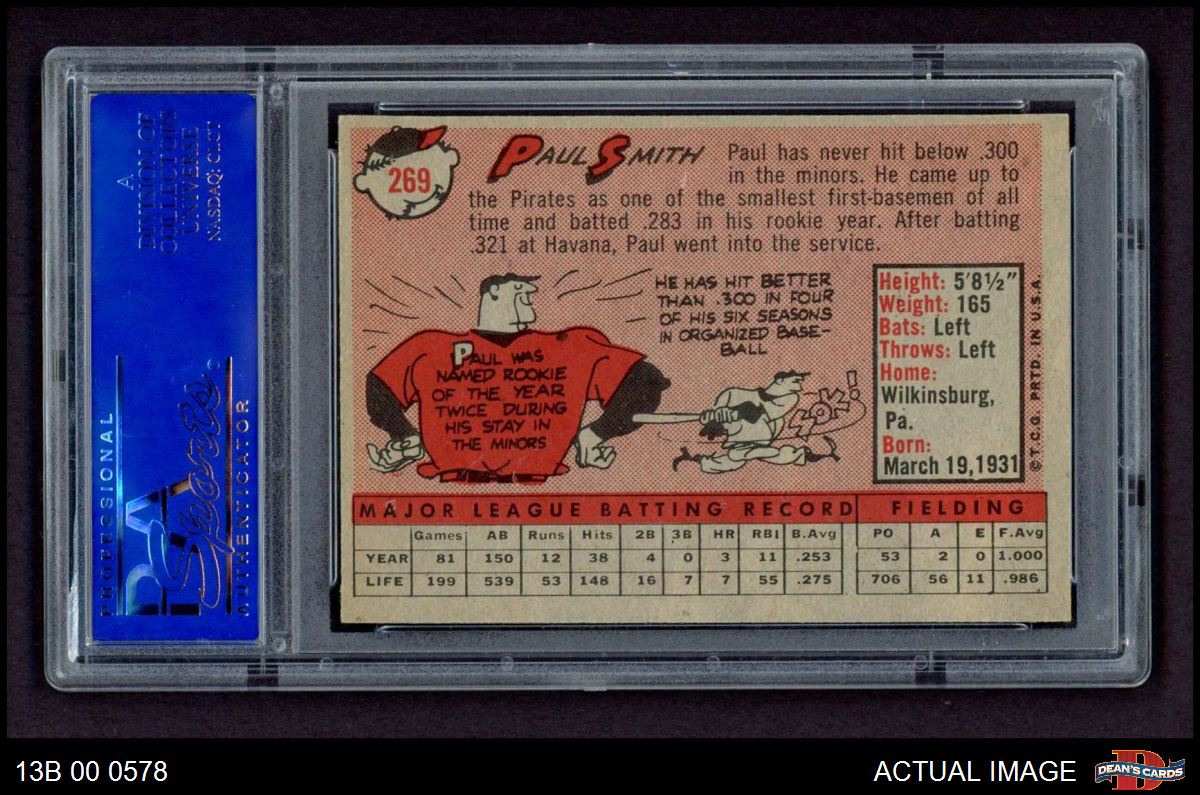 A
DIVISION OF
COLLECTORS
UNIVERSE
NASDAQ: CLCT
PROFESSIONAL
PSA
Sports
AUTHENTICATOR
269
PAUL SMITH
Paul has never hit below .300
in the minors. He came up to
the Pirates as one of the smallest first-basemen of all
time and batted .283 in his rookie year. After batting
.321 at Havana, Paul went into the service.
PAUL WAS
NAMED ROOKIE
OF THE YEAR
TWICE DURING
HIS STAY IN
THE MINORS
HE HAS HIT BETTER
THAN .300 IN FOUR
OF HIS SIX SEASONS
IN ORGANIZED BASE-
BALL
Height: 5'8½"
Weight: 165
Bats: Left
Throws: Left
Home:
Wilkinsburg,
Pa.
Born:
March 19, 1931
© T.C.G. PRTD. IN U.S.A.
MAJOR LEAGUE BATTING RECORD FIELDING
Games AB Runs Hits 2B 3B HR RBI B.Avg PO A E F.Avg
YEAR 81 150 12 38 4 0 3 11 .253 53 2 0 1.000
LIFE 199 539 53 148 16 7 7 55 .275 706 56 11 .986
13B 00 0578
ACTUAL IMAGE
D
DEAN'S CARDS